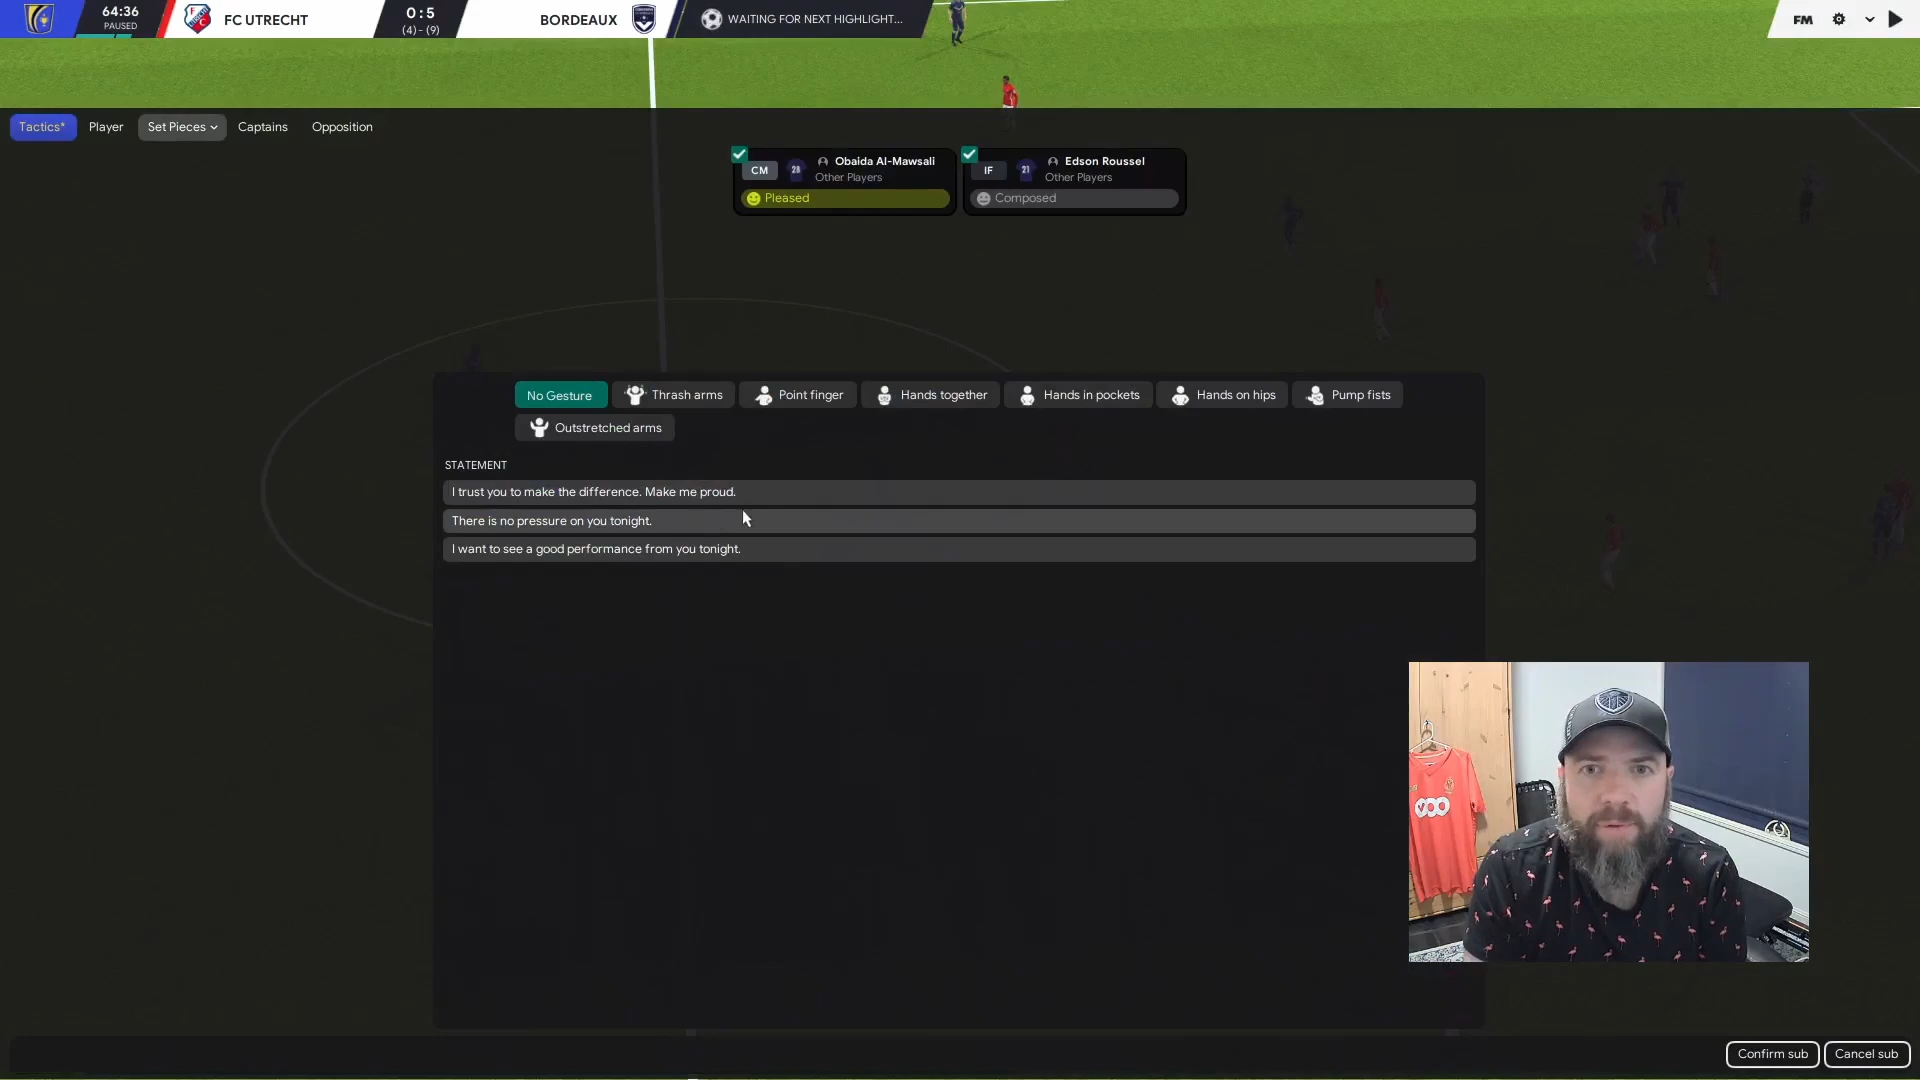 64:36
PAUSED
FC UTRECHT
0 : 5
(4) - (9)
BORDEAUX
WAITING FOR NEXT HIGHLIGHT...
FM
Tactics*
Player
Set Pieces
Captains
Opposition
CM
28
Obaida Al-Mawsali
Other Players
Pleased
IF
21
Edson Roussel
Other Players
Composed
No Gesture
Thrash arms
Point finger
Hands together
Hands in pockets
Hands on hips
Pump fists
Outstretched arms
STATEMENT
I trust you to make the difference. Make me proud.
There is no pressure on you tonight.
I want to see a good performance from you tonight.
VOO
Confirm sub
Cancel sub